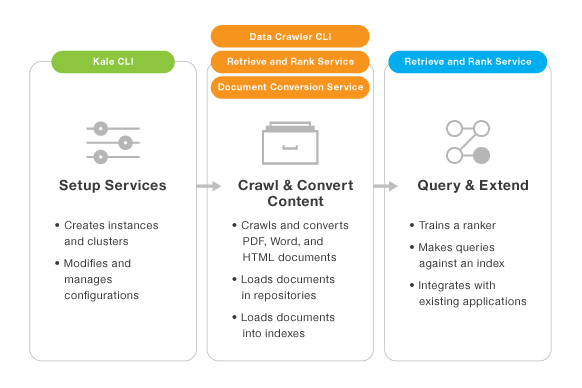 Kale CLI
Setup Services
• Creates instances
and clusters
• Modifies and
manages
configurations
Data Crawler CLI
Retrieve and Rank Service
Document Conversion Service
Crawl & Convert
Content
• Crawls and converts
PDF, Word, and
HTML documents
• Loads documents
in repositories
• Loads documents
into indexes
Retrieve and Rank Service
Query & Extend
• Trains a ranker
• Makes queries
against an index
• Integrates with
existing applications